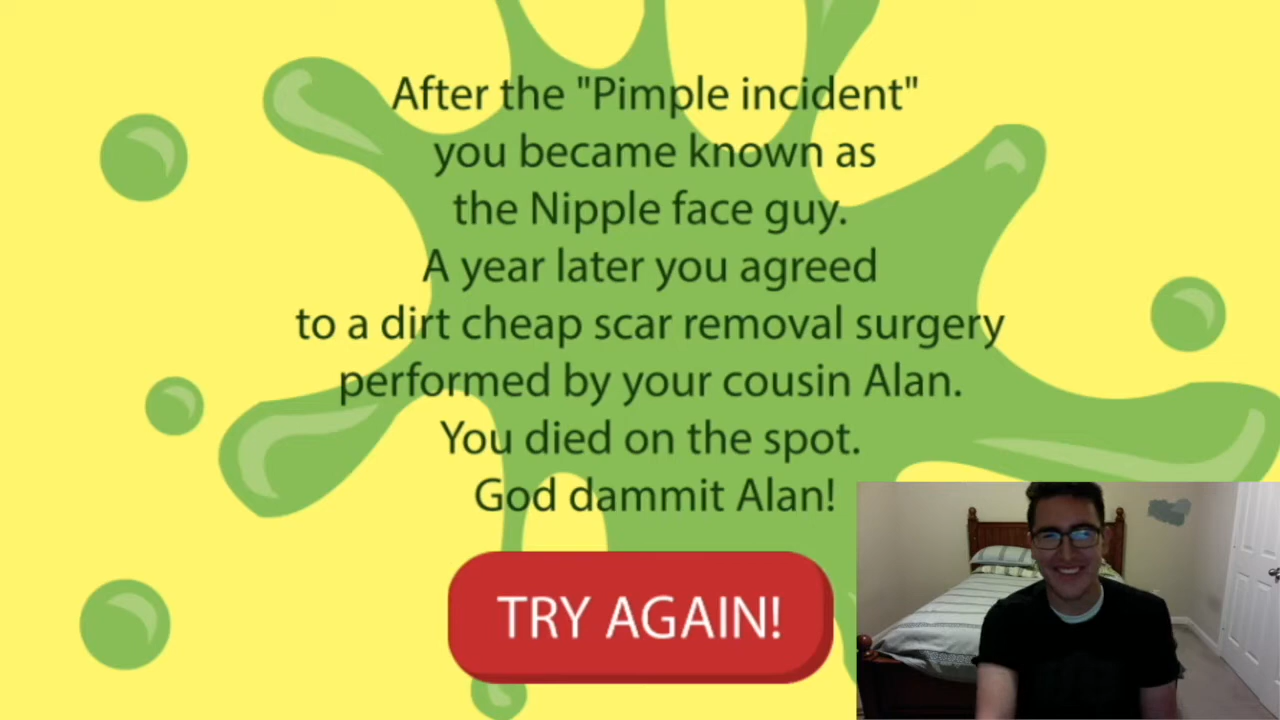 After the "Pimple incident"
you became known as
the Nipple face guy.
A year later you agreed
to a dirt cheap scar removal surgery
performed by your cousin Alan.
You died on the spot.
God dammit Alan!
TRY AGAIN!